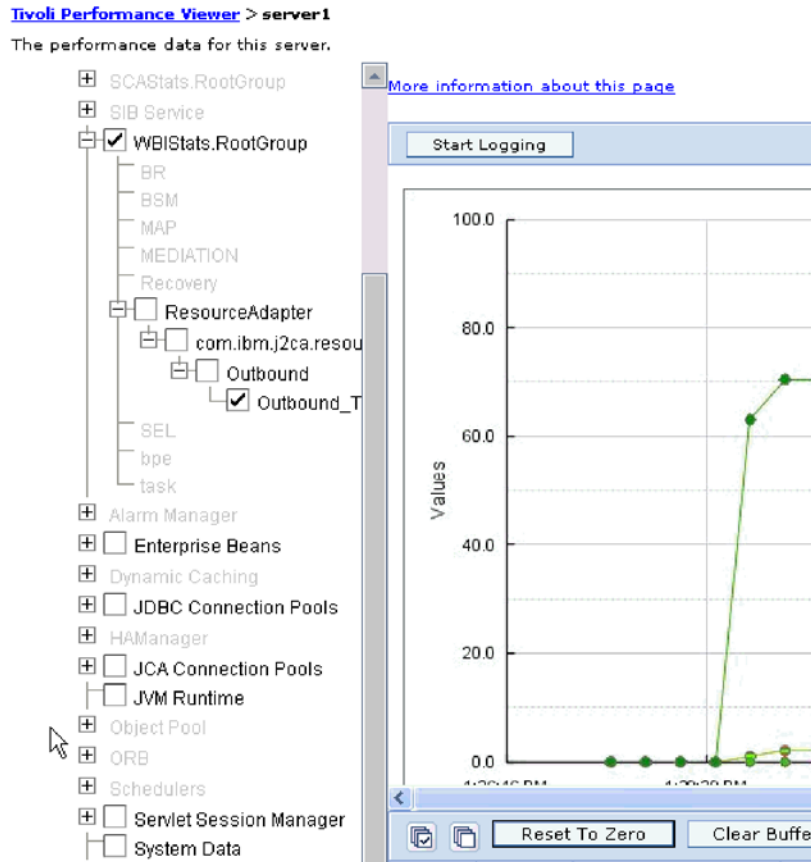 Tivoli Performance Viewer > server1
The performance data for this server.
SCAStats.RootGroup
SIB Service
WBIStats.RootGroup
BR
BSM
MAP
MEDIATION
Recovery
ResourceAdapter
com.ibm.j2ca.resou
Outbound
Outbound_T
SEL
bpe
task
Alarm Manager
Enterprise Beans
Dynamic Caching
JDBC Connection Pools
HAManager
JCA Connection Pools
JVM Runtime
Object Pool
ORB
Schedulers
Servlet Session Manager
System Data
More information about this page
Start Logging
100.0
80.0
60.0
40.0
20.0
0.0
Values
Reset To Zero
Clear Buffe